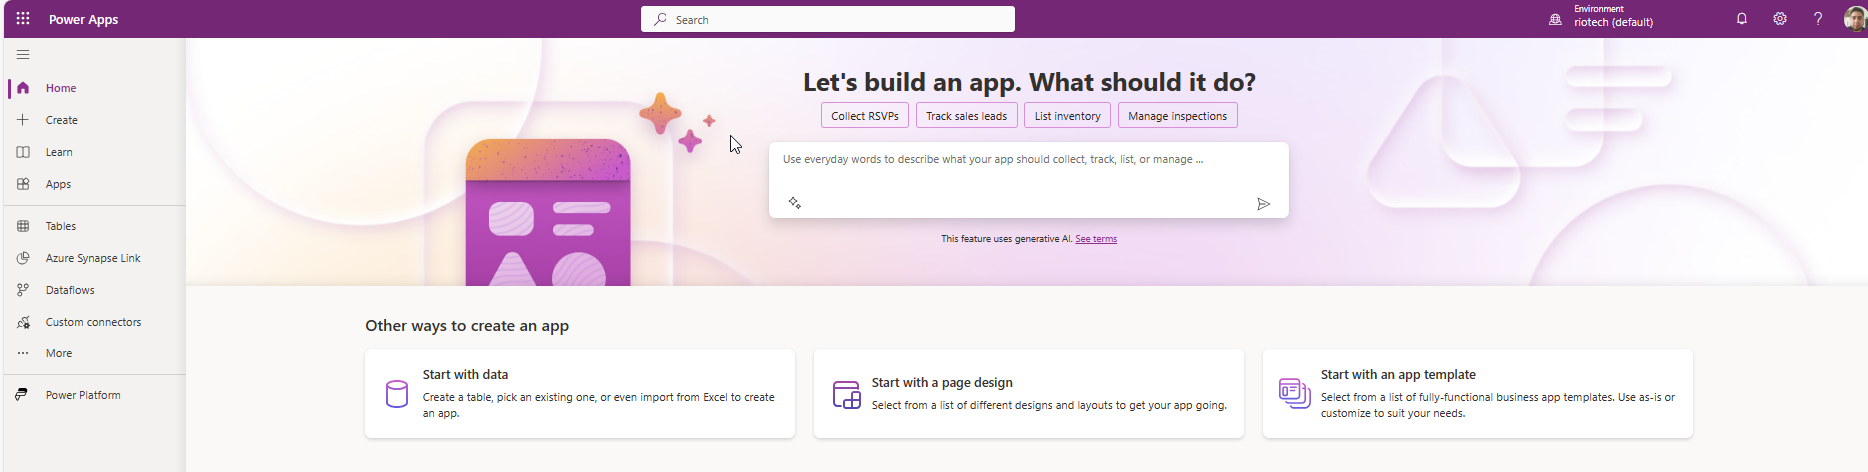 Power Apps
Search
Environment
riotech (default)
?
Home
Create
Learn
Apps
Tables
Azure Synapse Link
Dataflows
Custom connectors
More
Power Platform
Let's build an app. What should it do?
Collect RSVPs
Track sales leads
List inventory
Manage inspections
Use everyday words to describe what your app should collect, track, list, or manage ...
This feature uses generative AI. See terms
Other ways to create an app
Start with data
Create a table, pick an existing one, or even import from Excel to create
an app.
Start with a page design
Select from a list of different designs and layouts to get your app going.
Start with an app template
Select from a list of fully-functional business app templates. Use as-is or
customize to suit your needs.